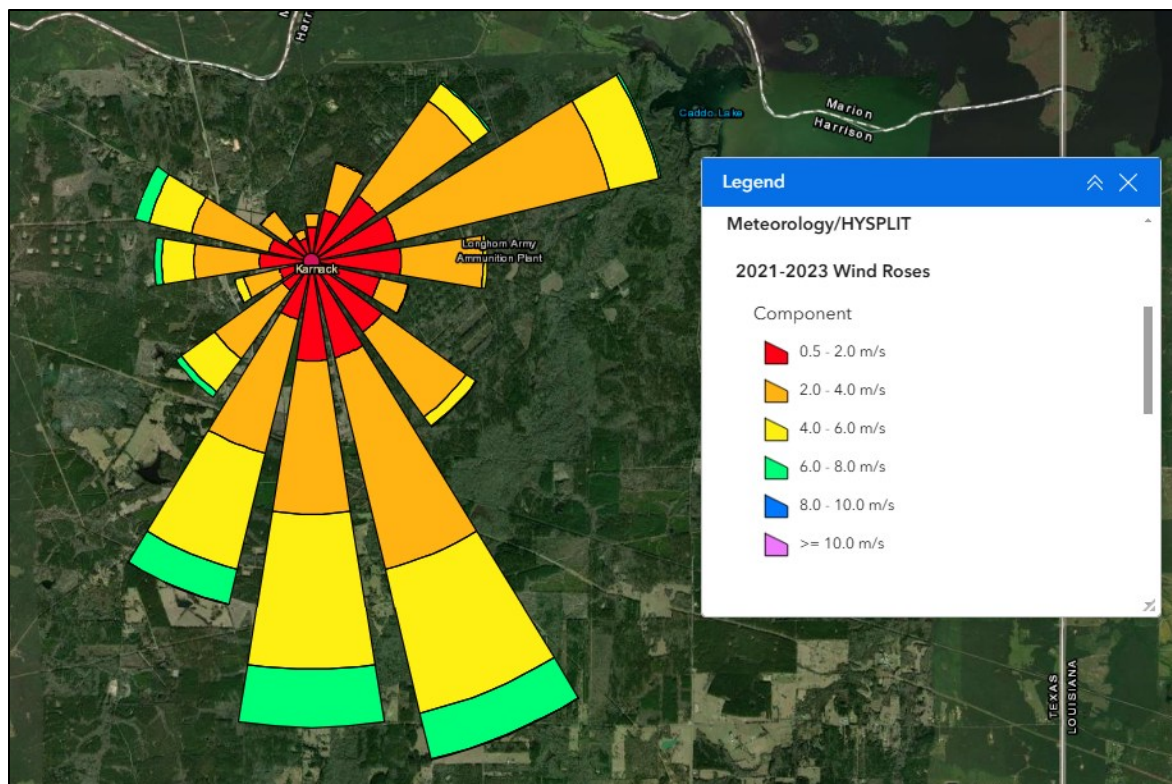 Caddo Lake
Marion
Harrison
Longhorn Army
Ammunition Plant
Karnack
Legend
Meteorology/HYSPLIT
2021-2023 Wind Roses
Component
0.5 - 2.0 m/s
2.0 - 4.0 m/s
4.0 - 6.0 m/s
6.0 - 8.0 m/s
8.0 - 10.0 m/s
>= 10.0 m/s
TEXAS
LOUISIANA